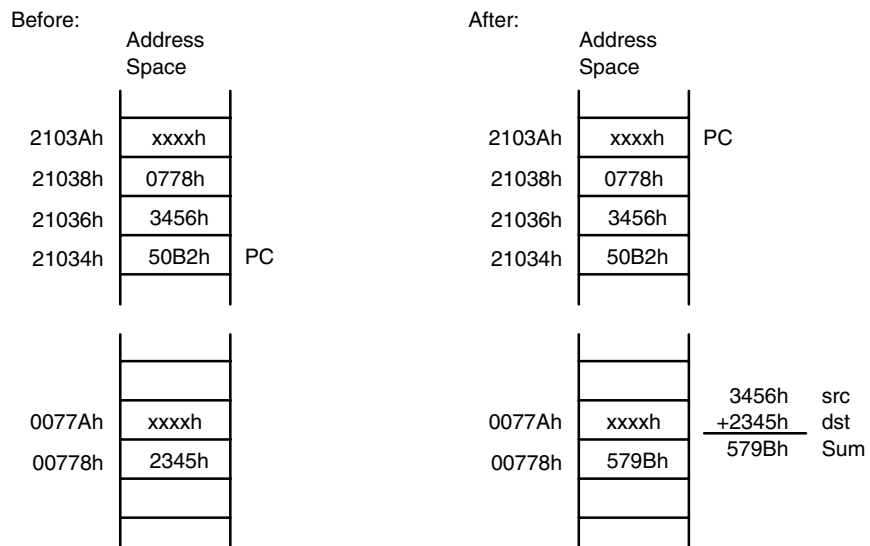 Before:
Address
Space
2103Ah xxxxh
21038h 0778h
21036h 3456h
21034h 50B2h PC
0077Ah xxxxh
00778h 2345h
After:
Address
Space
2103Ah xxxxh PC
21038h 0778h
21036h 3456h
21034h 50B2h
0077Ah xxxxh
00778h 579Bh
3456h src
+2345h dst
579Bh Sum